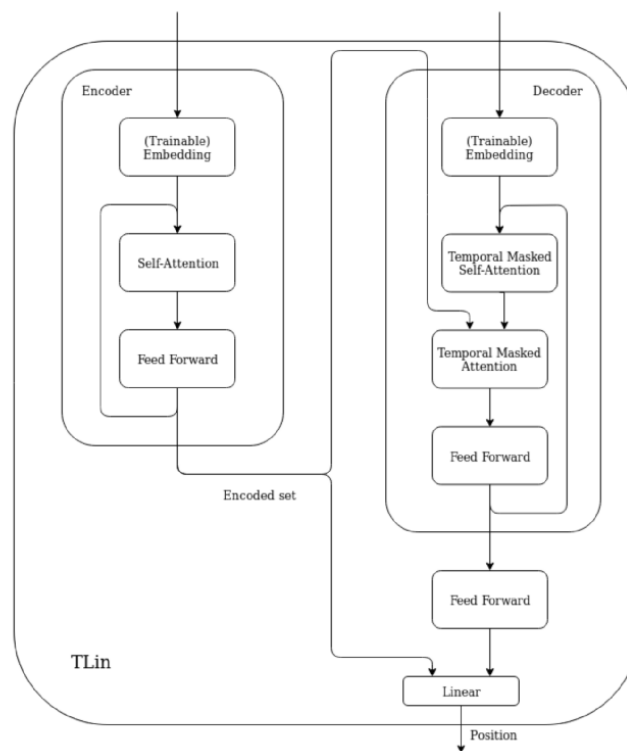 Encoder
(Trainable)
Embedding
Self-Attention
Feed Forward
Encoded set
Decoder
(Trainable)
Embedding
Temporal Masked
Self-Attention
Temporal Masked
Attention
Feed Forward
Feed Forward
TLin
Linear
Position